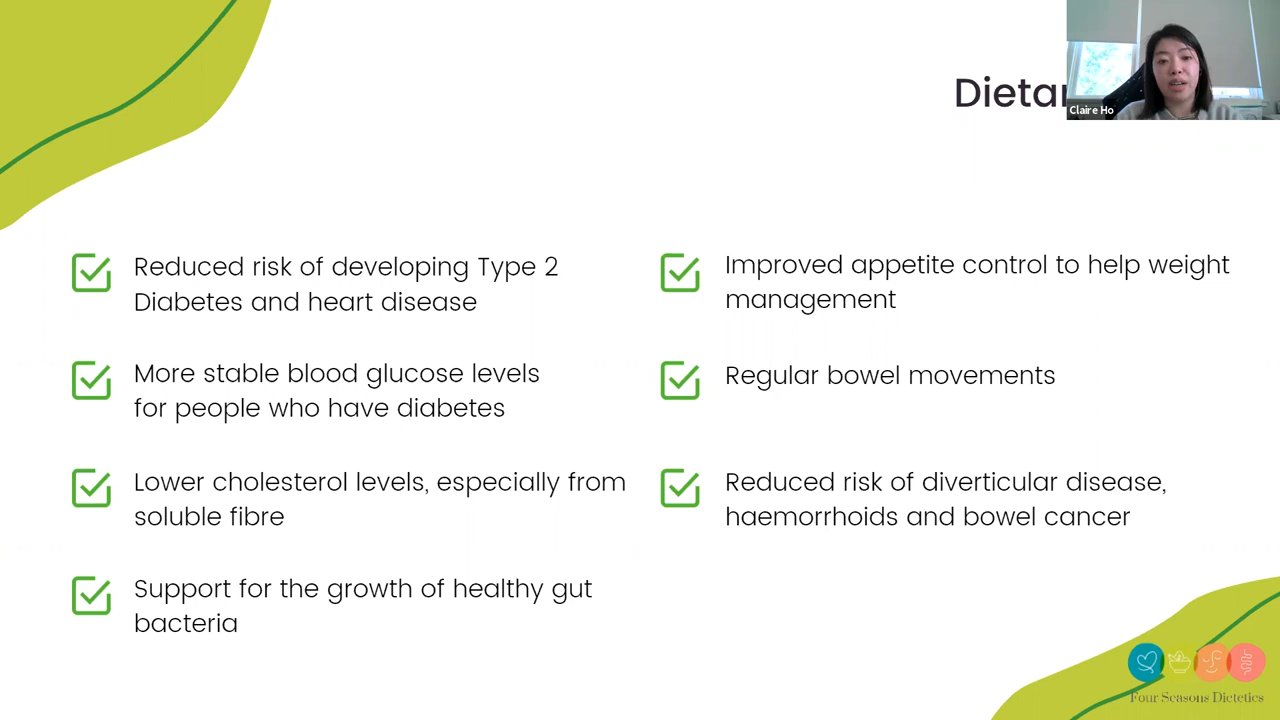 Claire Ho
Reduced risk of developing Type 2
Diabetes and heart disease
More stable blood glucose levels
for people who have diabetes
Lower cholesterol levels, especially from
soluble fibre
Support for the growth of healthy gut
bacteria
Improved appetite control to help weight
management
Regular bowel movements
Reduced risk of diverticular disease,
haemorrhoids and bowel cancer
Four Seasons Dietetics